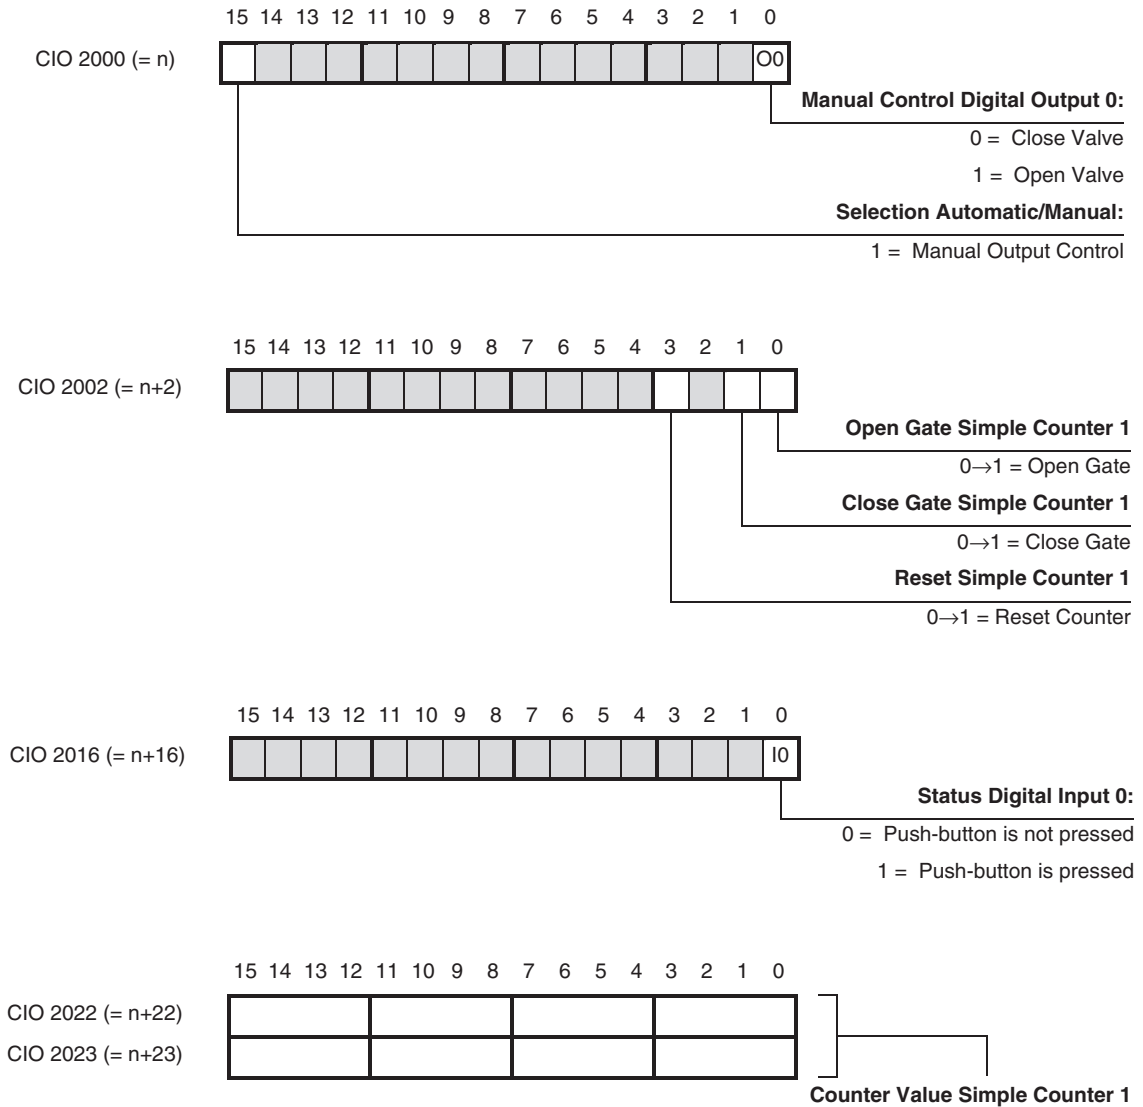 15 14 13 12 11 10 9 8 7 6 5 4 3 2 1 0
CIO 2000 (= n)
O0
Manual Control Digital Output 0:
0 = Close Valve
1 = Open Valve
Selection Automatic/Manual:
1 = Manual Output Control
15 14 13 12 11 10 9 8 7 6 5 4 3 2 1 0
CIO 2002 (= n+2)
Open Gate Simple Counter 1
0→1 = Open Gate
Close Gate Simple Counter 1
0→1 = Close Gate
Reset Simple Counter 1
0→1 = Reset Counter
15 14 13 12 11 10 9 8 7 6 5 4 3 2 1 0
CIO 2016 (= n+16)
I0
Status Digital Input 0:
0 = Push-button is not pressed
1 = Push-button is pressed
15 14 13 12 11 10 9 8 7 6 5 4 3 2 1 0
CIO 2022 (= n+22)
CIO 2023 (= n+23)
Counter Value Simple Counter 1